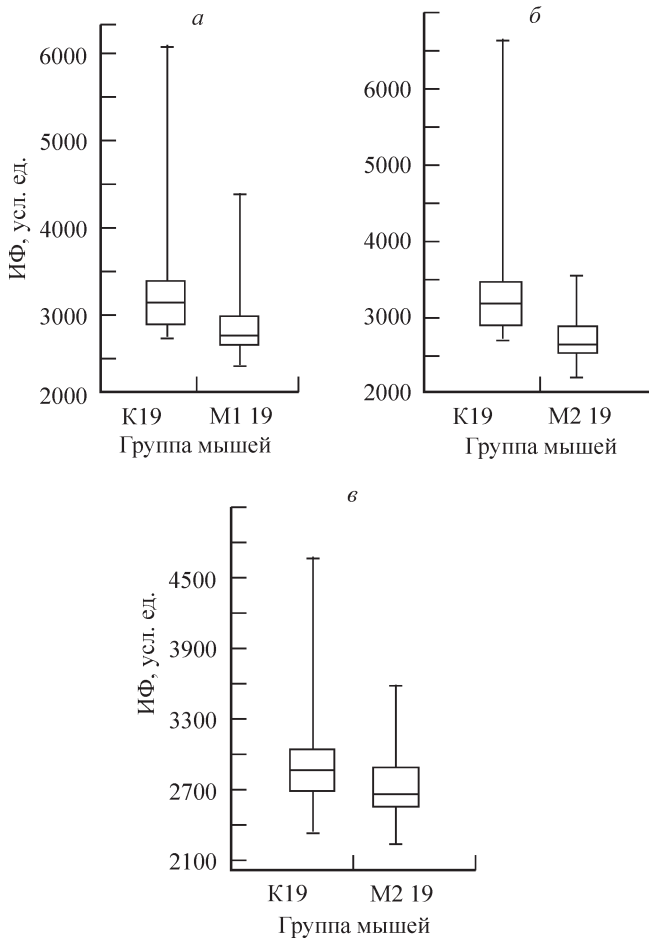 а
ИФ, усл. ед.
6000
5000
4000
3000
2000
К19
М1 19
Группа мышей
б
6000
5000
4000
3000
2000
К19
М2 19
Группа мышей
в
ИФ, усл. ед.
4500
3900
3300
2700
2100
К19
М2 19
Группа мышей